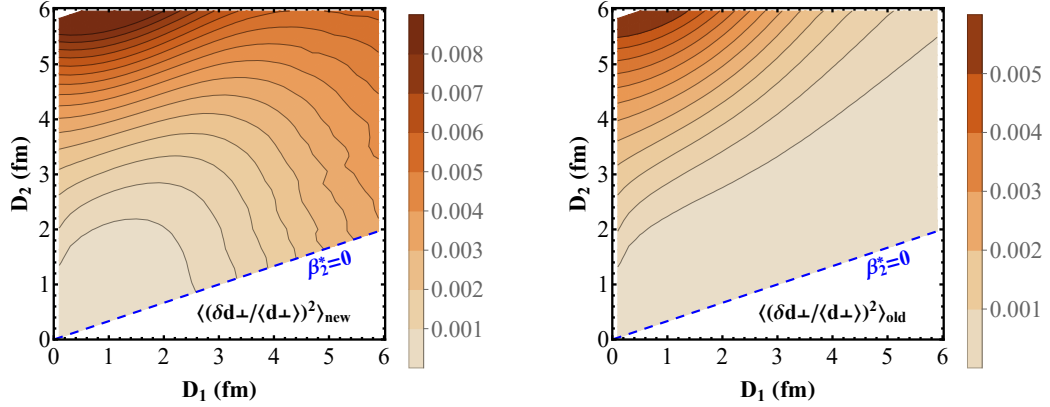 6
5
4
3
2
1
0
D₂ (fm)
0 1 2 3 4 5 6
D₁ (fm)
β₂*=0
⟨(δd⊥/⟨d⊥⟩)²⟩new
0.008
0.007
0.006
0.005
0.004
0.003
0.002
0.001
6
5
4
3
2
1
0
D₂ (fm)
0 1 2 3 4 5 6
D₁ (fm)
β₂*=0
⟨(δd⊥/⟨d⊥⟩)²⟩old
0.005
0.004
0.003
0.002
0.001